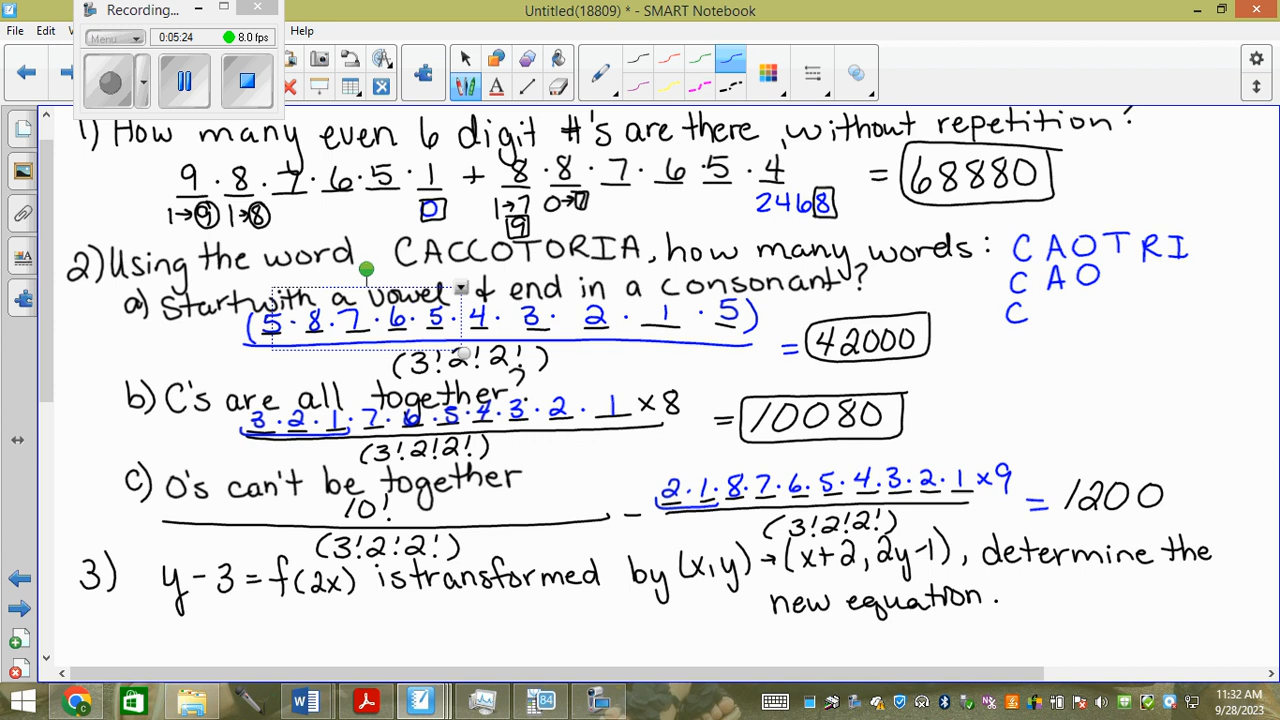 Untitled(18809) * - SMART Notebook
Recording...
Menu
0:05:24
8.0 fps
File Help
1) How many even 6 digit #'s are there without repetition?
9 · 8 · 7 · 6 · 5 · 1 + 8 · 8 · 7 · 6 · 5 · 4 = 68880
1→9 1→8 0 1→7 0→7 2468
9
2) Using the word CACCOTORIA, how many words: CAOTRI
CAO
C
a) Start with a vowel & end in a consonant?
(5 · 8 · 7 · 6 · 5 · 4 · 3 · 2 · 1 · 5)
(3! 2! 2!)
= 42000
b) C's are all together?
3 · 2 · 1 · 7 · 6 · 5 · 4 · 3 · 2 · 1 × 8
(3! 2! 2!)
= 10080
c) O's can't be together
10!
(3! 2! 2!)
- 2 · 1 · 8 · 7 · 6 · 5 · 4 · 3 · 2 · 1 × 9
(3! 2! 2!)
= 1200
3) y - 3 = f(2x) is transformed by (x,y) → (x+2, 2y-1), determine the
new equation.
84
11:32 AM
9/28/2023